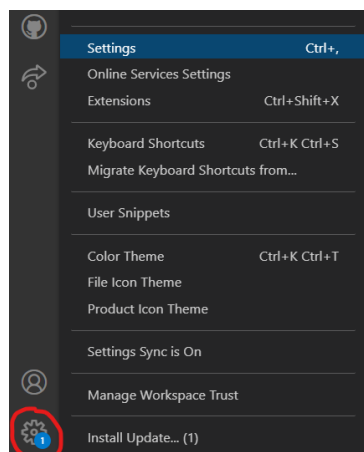 Settings Ctrl+,
Online Services Settings
Extensions Ctrl+Shift+X
Keyboard Shortcuts Ctrl+K Ctrl+S
Migrate Keyboard Shortcuts from...
User Snippets
Color Theme Ctrl+K Ctrl+T
File Icon Theme
Product Icon Theme
Settings Sync is On
Manage Workspace Trust
1
Install Update... (1)